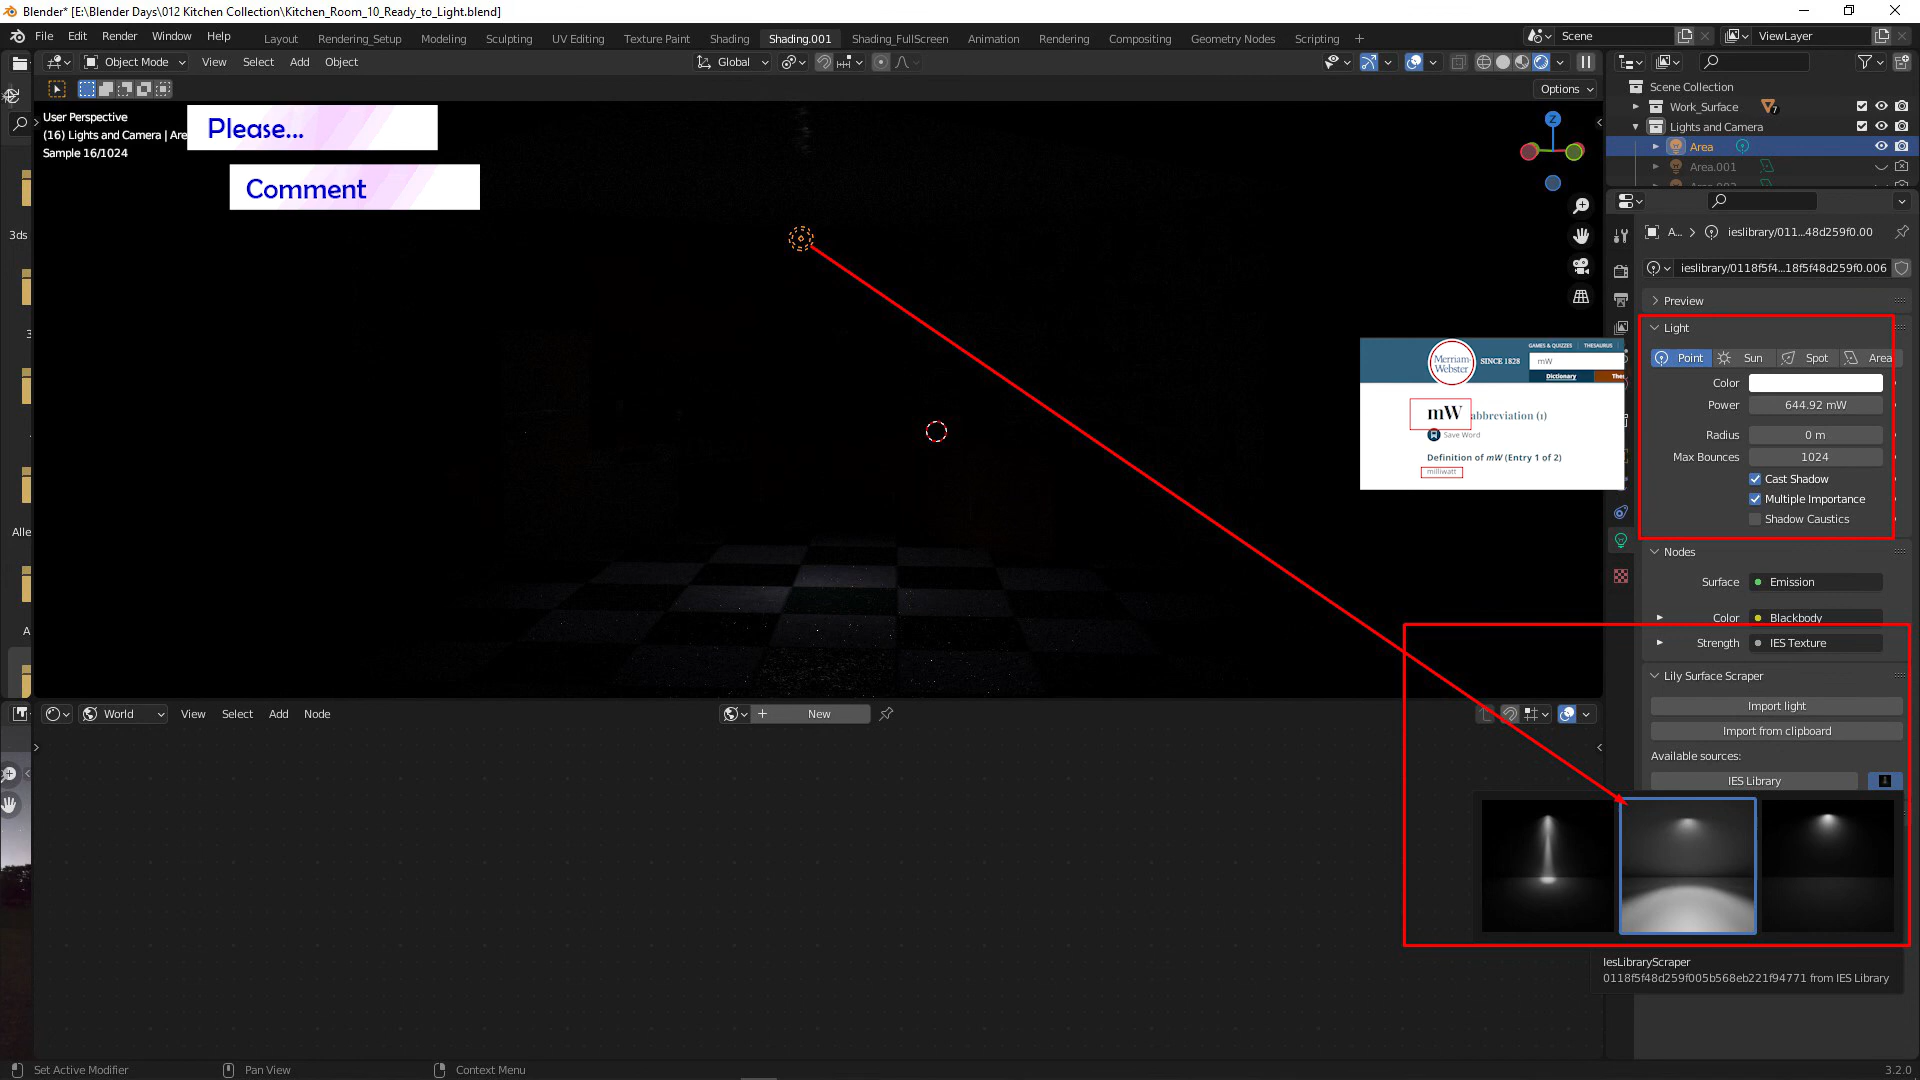 Blender* [E:\Blender Days\012 Kitchen Collection\Kitchen_Room_10_Ready_to_Light.blend]
File Edit Render Window Help
Layout Rendering_Setup Modeling Sculpting UV Editing Texture Paint Shading Shading.001 Shading_FullScreen Animation Rendering Compositing Geometry Nodes Scripting +
Scene
ViewLayer
Object Mode View Select Add Object
Global
Options
User Perspective
(16) Lights and Camera | Are
Sample 16/1024
Please...
Comment
Z
3ds
3
Alle
A
Scene Collection
Work_Surface 7
Lights and Camera
Area
Area.001
A... ieslibrary/011...48d259f0.00
ieslibrary/0118f5f4...18f5f48d259f0.006
Preview
Light
Point Sun Spot Area
Color
Power 644.92 mW
Radius 0 m
Max Bounces 1024
Cast Shadow
Multiple Importance
Shadow Caustics
Nodes
Surface Emission
Color Blackbody
Strength IES Texture
Lily Surface Scraper
Import light
Import from clipboard
Available sources:
IES Library
IesLibraryScraper
0118f5f48d259f005b568eb221f94771 from IES Library
GAMES & QUIZZES THESAURUS
Merriam
Webster
SINCE 1828
mW
Dictionary Thes
mW abbreviation (1)
Save Word
Definition of mW (Entry 1 of 2)
milliwatt
World View Select Add Node
+ New
Set Active Modifier
Pan View
Context Menu
3.2.0